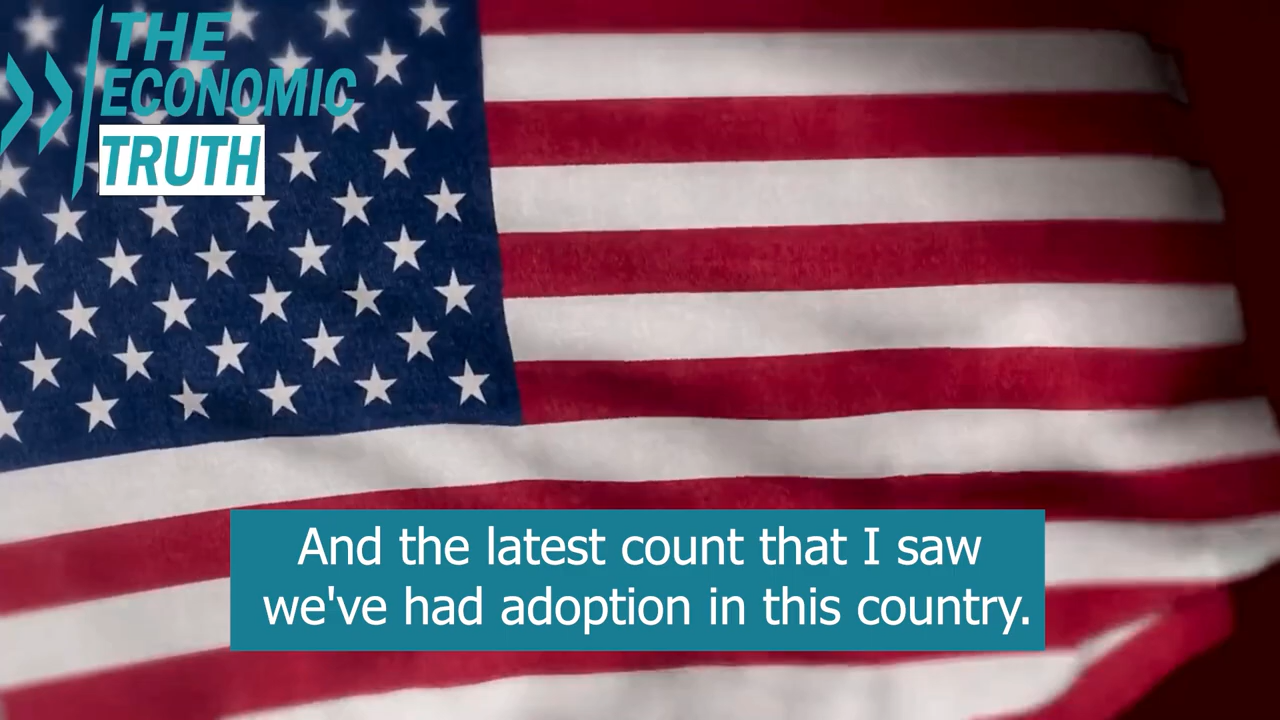 THE
ECONOMIC
TRUTH
And the latest count that I saw
we've had adoption in this country.